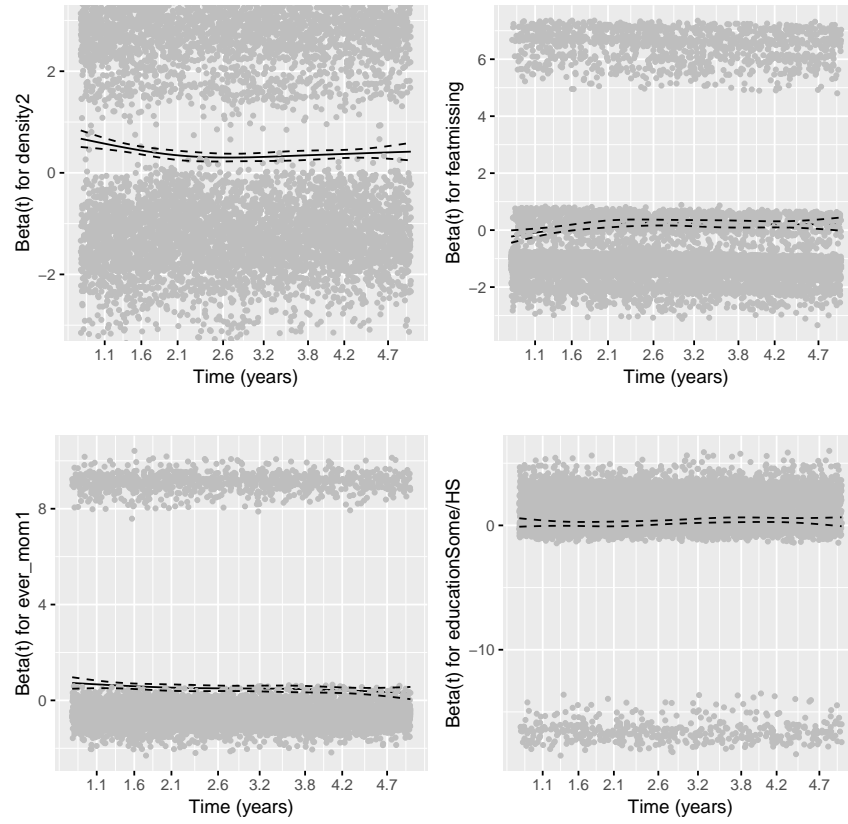 Beta(t) for density2
2
0
−2
1.1 1.6 2.1 2.6 3.2 3.8 4.2 4.7
Time (years)
Beta(t) for featmissing
6
4
2
0
−2
1.1 1.6 2.1 2.6 3.2 3.8 4.2 4.7
Time (years)
Beta(t) for ever_mom1
8
4
0
1.1 1.6 2.1 2.6 3.2 3.8 4.2 4.7
Time (years)
Beta(t) for educationSome/HS
0
−10
1.1 1.6 2.1 2.6 3.2 3.8 4.2 4.7
Time (years)